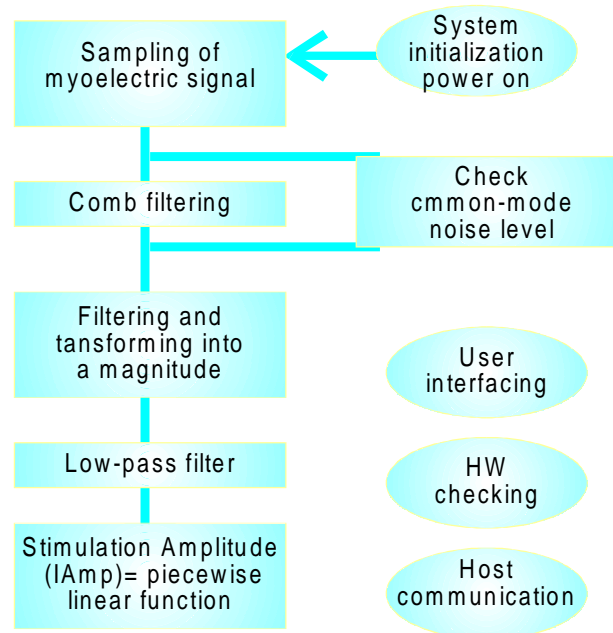 Sampling of
myoelectric signal
System
initialization
power on
Comb filtering
Check
cmmon-mode
noise level
Filtering and
tansforming into
a magnitude
User
interfacing
Low-pass filter
HW
checking
Stimulation Amplitude
(IAmp)= piecewise
linear function
Host
communication